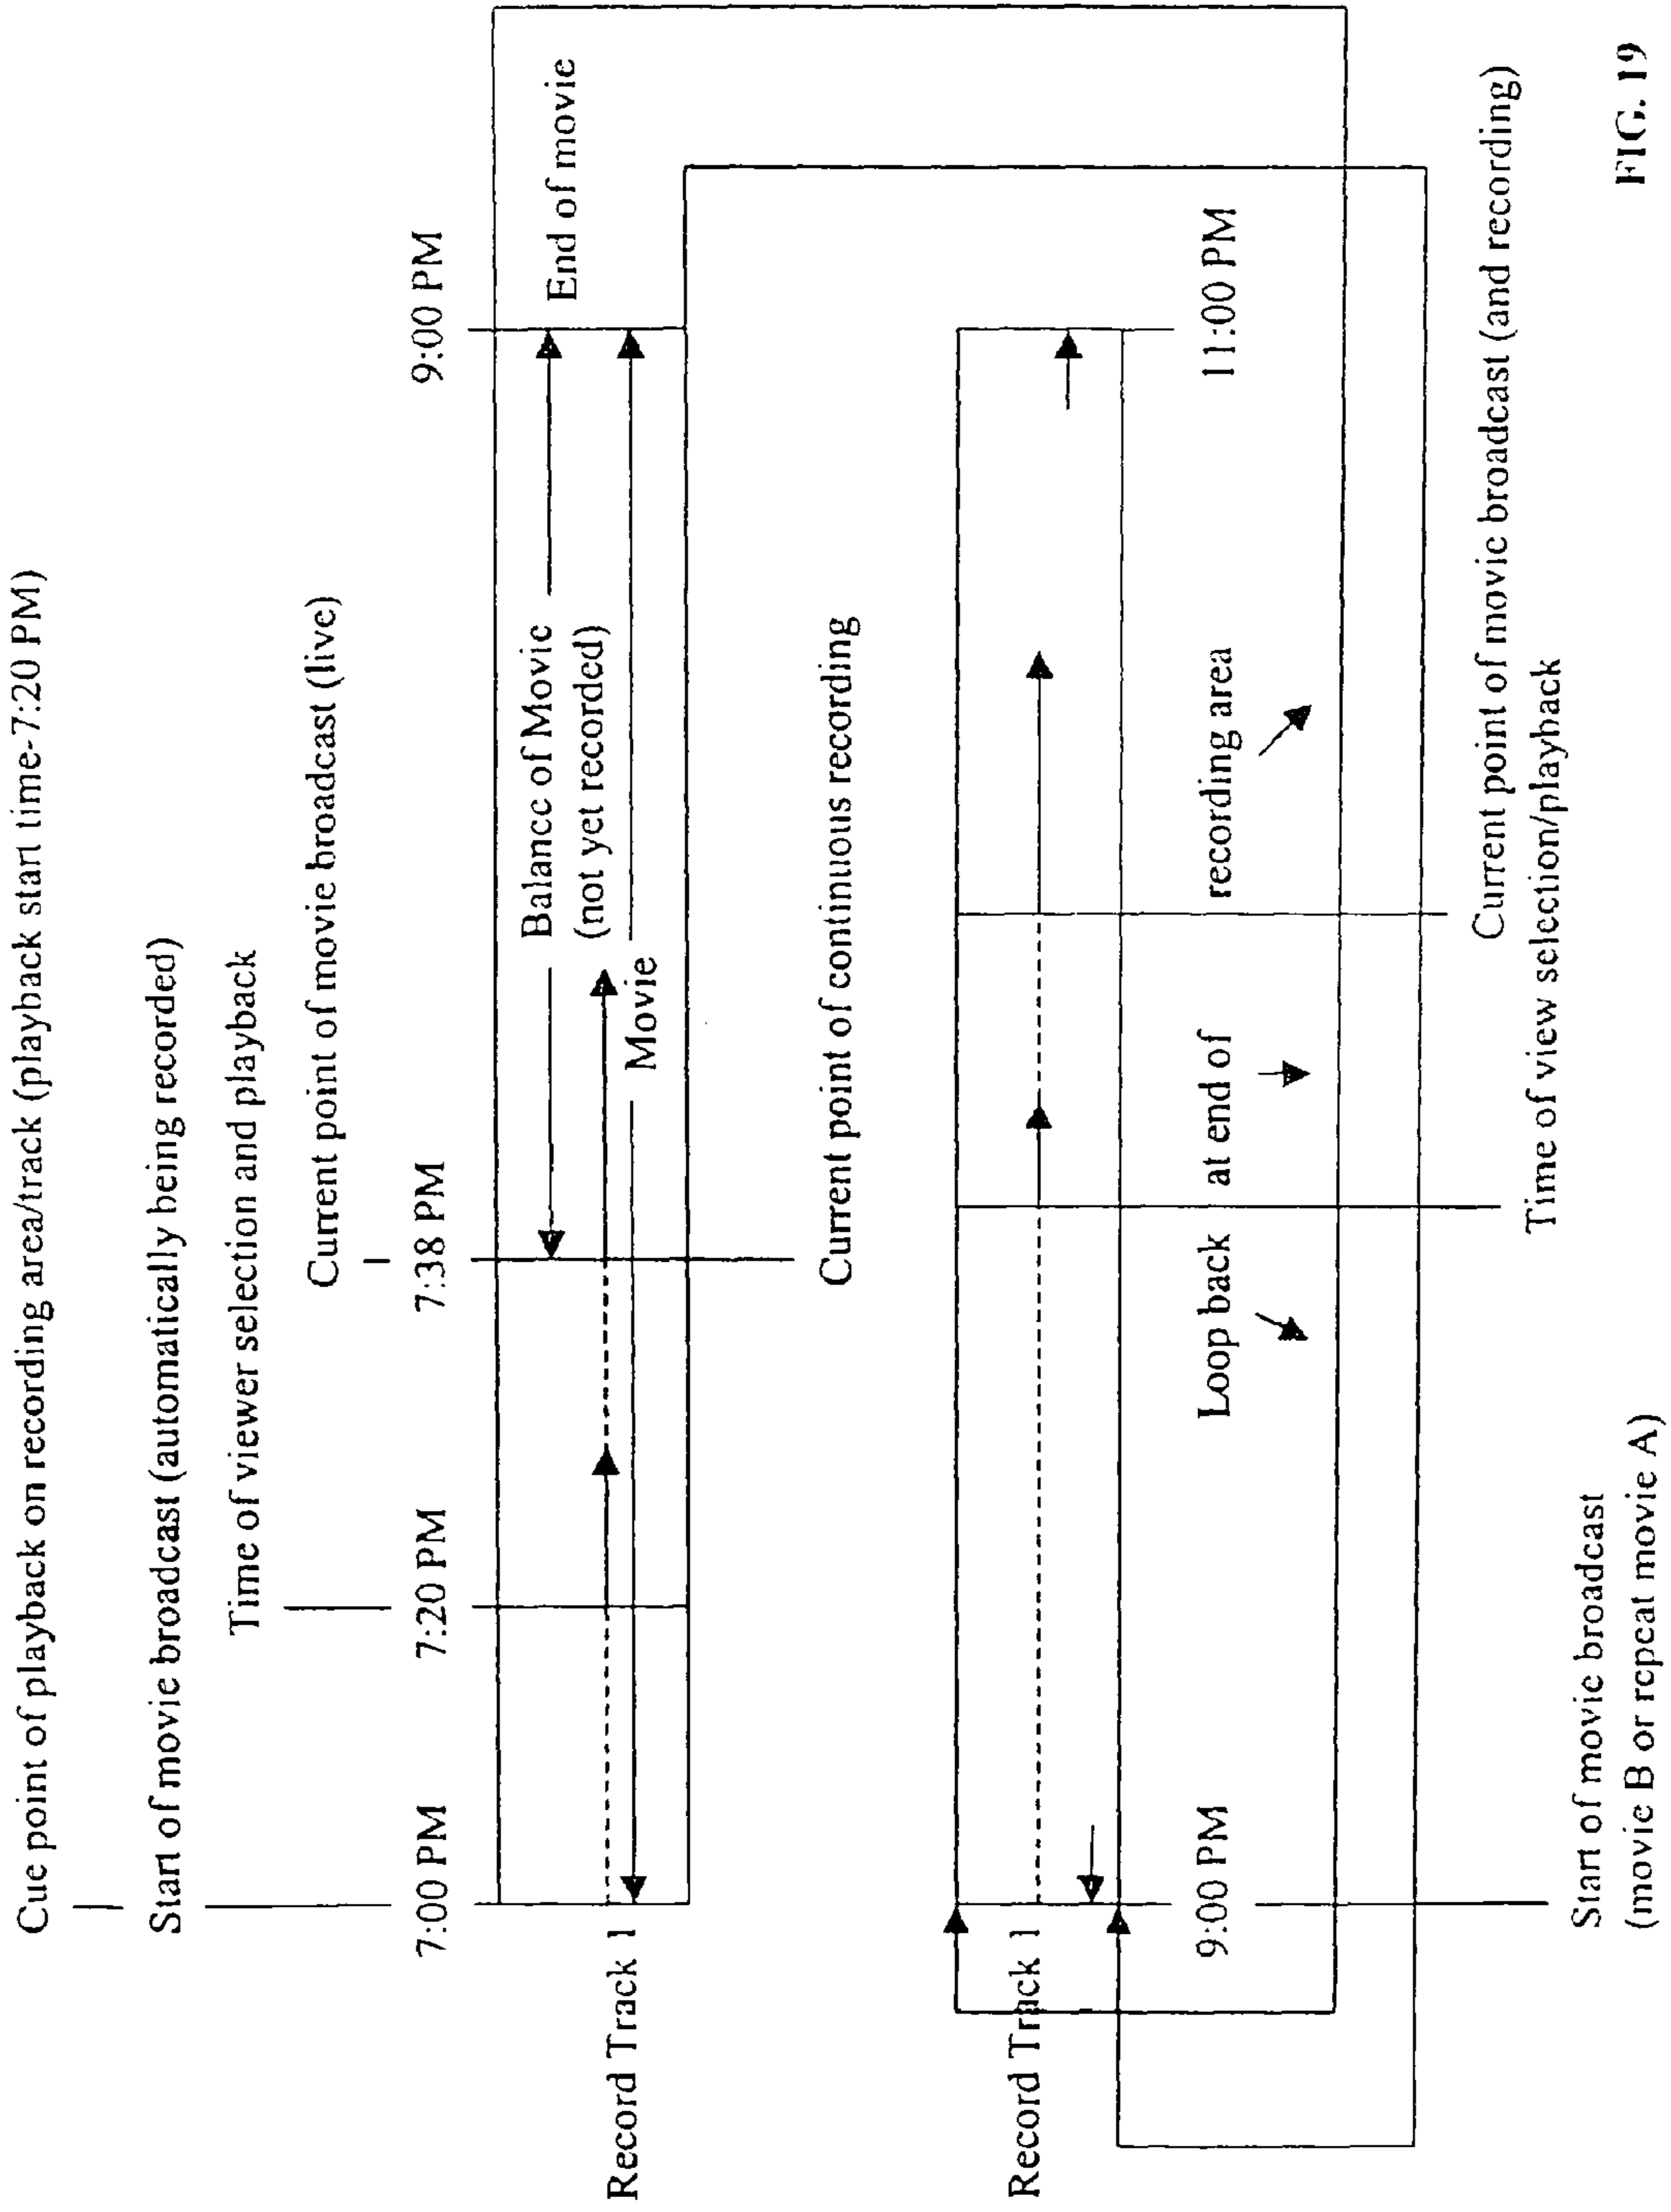 Cue point of playback on recording area/track (playback start time-7:20 PM)
Start of movie broadcast (automatically being recorded)
Time of viewer selection and playback
Current point of movie broadcast (live)
7:00 PM
7:20 PM
7:38 PM
9:00 PM
Balance of Movie
(not yet recorded)
End of movie
Record Track 1
Movie
Current point of continuous recording
Record Track 1
9:00 PM
Loop back at end of recording area
11:00 PM
Current point of movie broadcast (and recording)
Time of view selection/playback
Start of movie broadcast
(movie B or repeat movie A)
FIG. 19